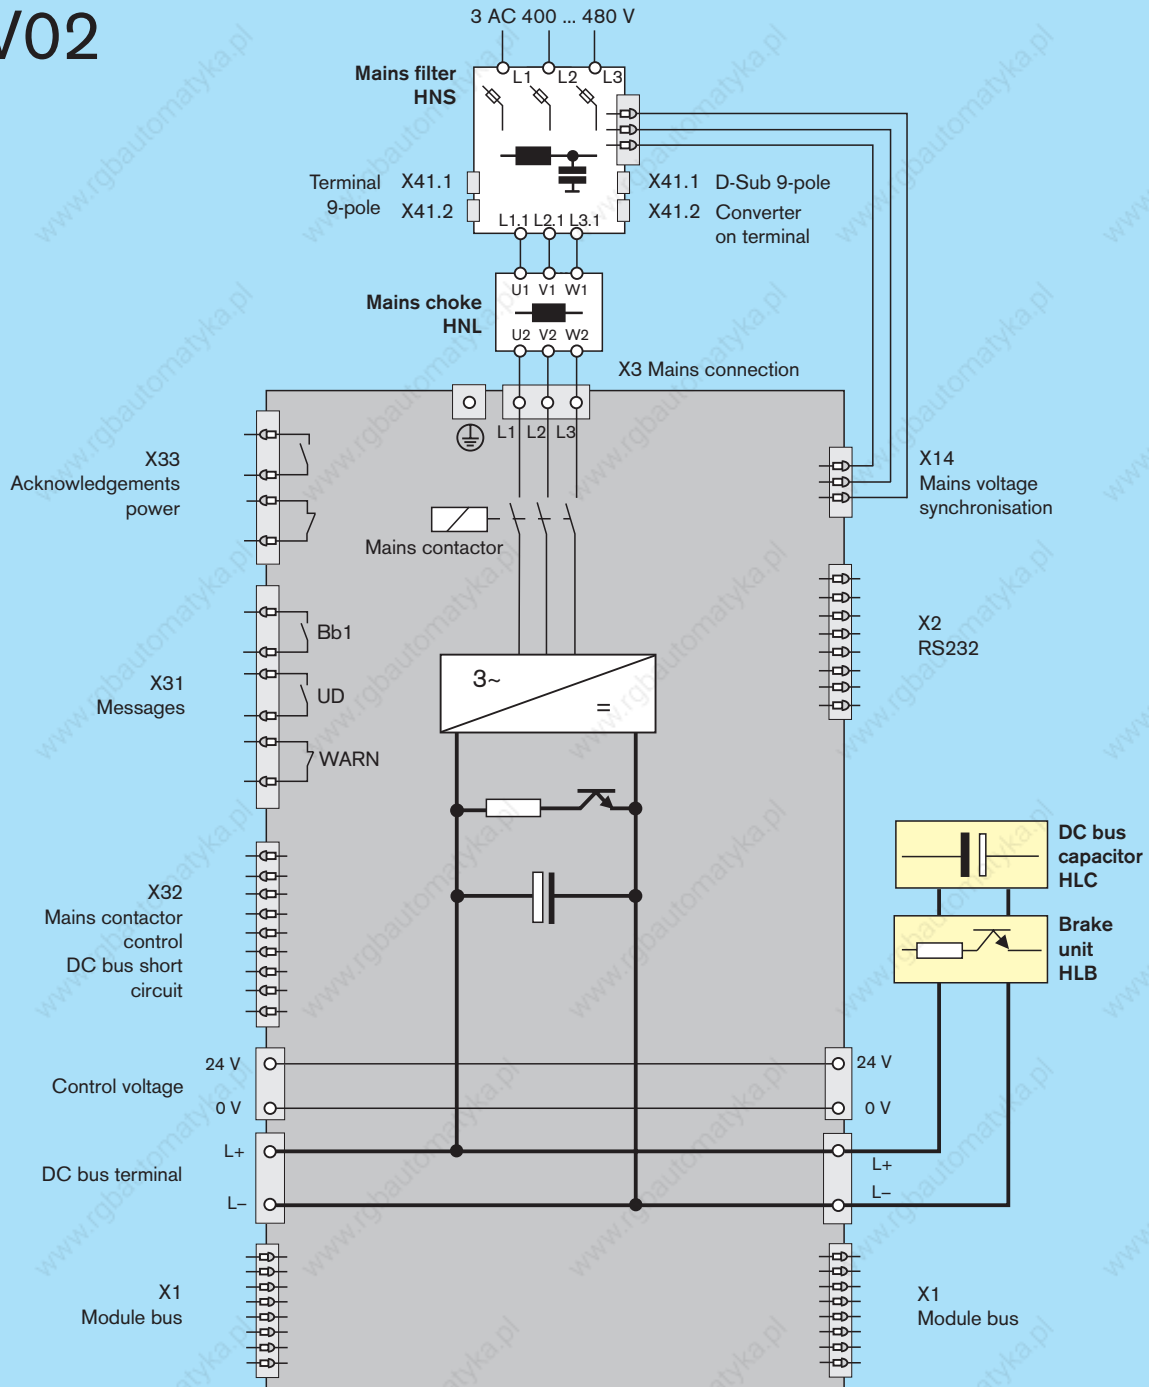 V02
3 AC 400 ... 480 V
Mains filter
HNS
L1 L2 L3
Terminal
9-pole
X41.1
X41.2
X41.1 D-Sub 9-pole
X41.2 Converter
on terminal
L1.1 L2.1 L3.1
Mains choke
HNL
U1 V1 W1
U2 V2 W2
X3 Mains connection
L1 L2 L3
X33
Acknowledgements
power
X14
Mains voltage
synchronisation
Mains contactor
X31
Messages
Bb1
UD
WARN
X2
RS232
3~
=
X32
Mains contactor
control
DC bus short
circuit
DC bus
capacitor
HLC
Brake
unit
HLB
Control voltage
24 V
0 V
24 V
0 V
DC bus terminal
L+
L–
L+
L–
X1
Module bus
X1
Module bus
www.rgbautomatyka.pl